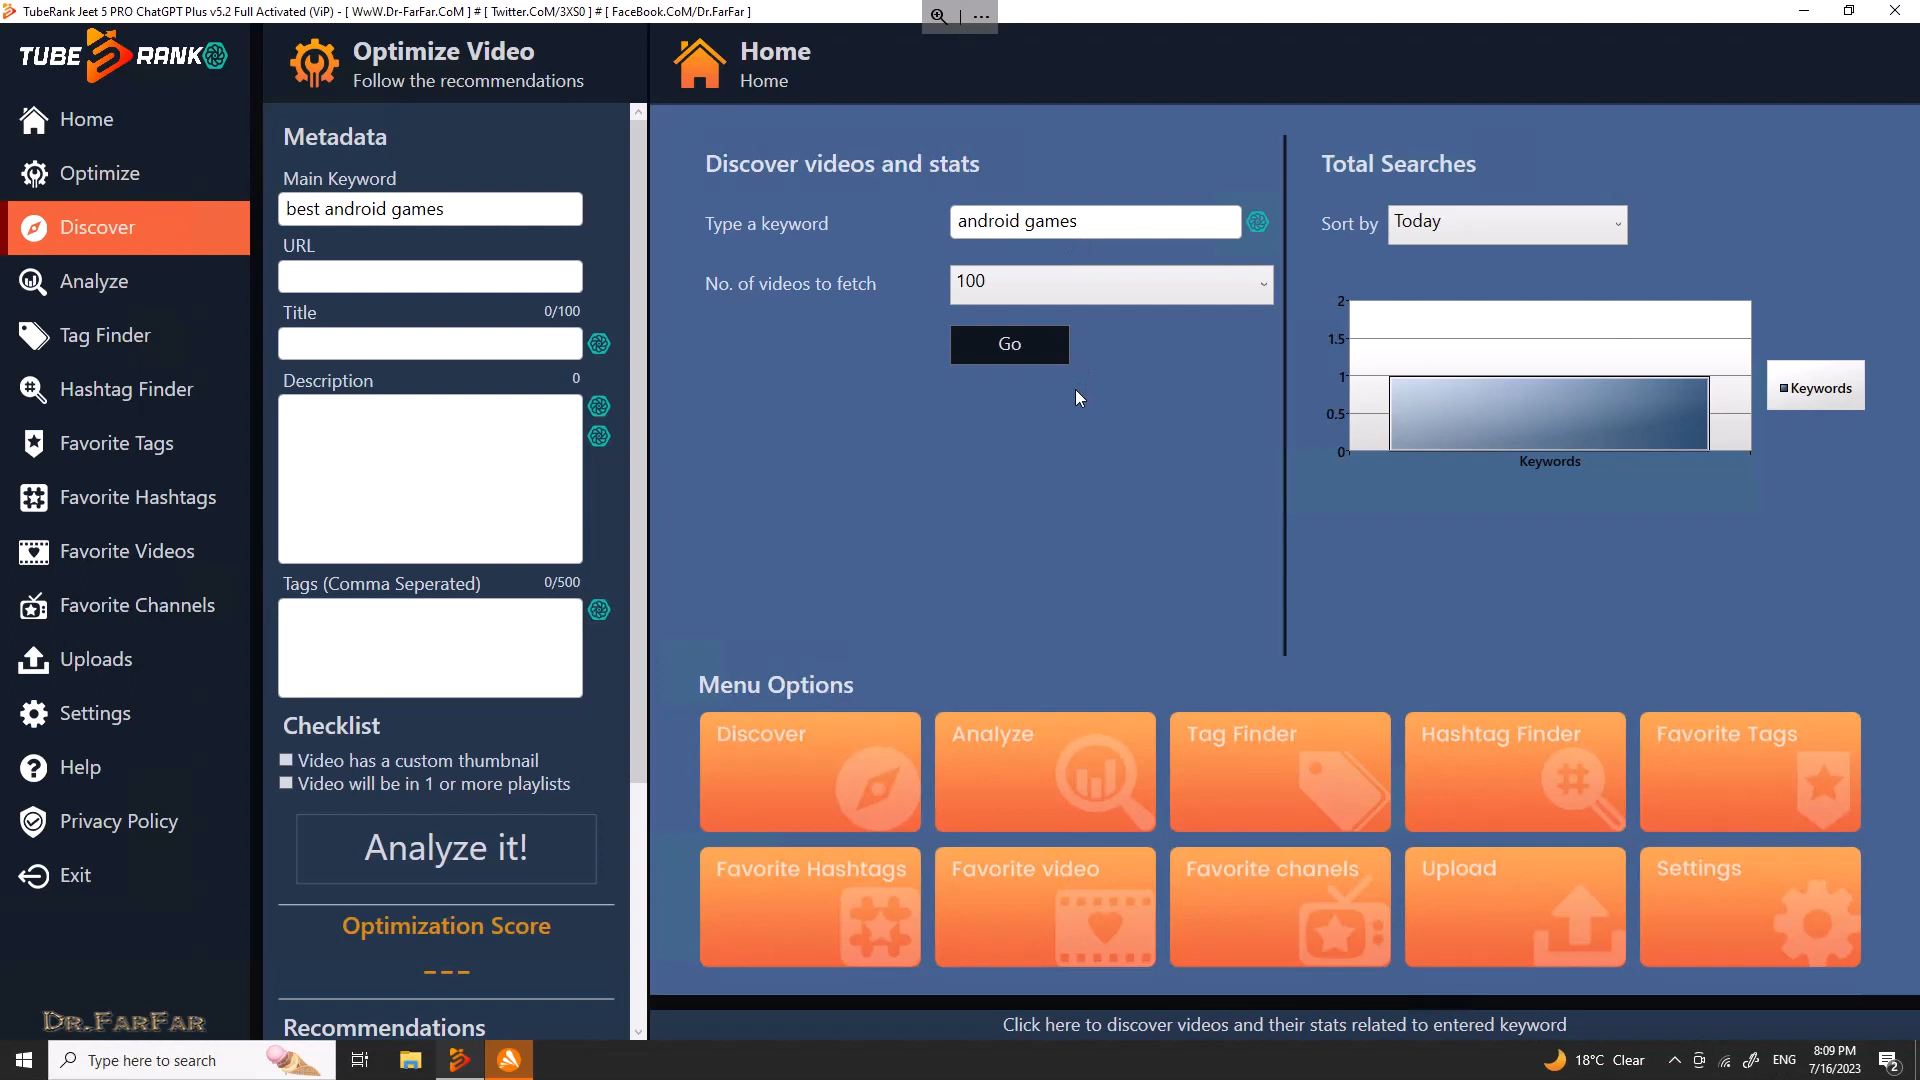 TubeRank Jeet 5 PRO ChatGPT Plus v5.2 Full Activated (ViP) - [ WwW.Dr-FarFar.CoM ] # [ Twitter.CoM/3XS0 ] # [ FaceBook.CoM/Dr.FarFar ]
TUBE RANK
Home
Optimize
Discover
Analyze
Tag Finder
Hashtag Finder
Favorite Tags
Favorite Hashtags
Favorite Videos
Favorite Channels
Uploads
Settings
Help
Privacy Policy
Exit
DR.FARFAR
Optimize Video
Follow the recommendations
Metadata
Main Keyword
best android games
URL
Title 0/100
Description 0
Tags (Comma Seperated) 0/500
Checklist
Video has a custom thumbnail
Video will be in 1 or more playlists
Analyze it!
Optimization Score
---
Recommendations
Home
Home
Discover videos and stats
Type a keyword android games
No. of videos to fetch 100
Go
Total Searches
Sort by Today
2
1.5
1
0.5
0
Keywords
Keywords
Menu Options
Discover Analyze Tag Finder Hashtag Finder Favorite Tags
Favorite Hashtags Favorite video Favorite chanels Upload Settings
Click here to discover videos and their stats related to entered keyword
Type here to search
18°C Clear
ENG
8:09 PM
7/16/2023
2